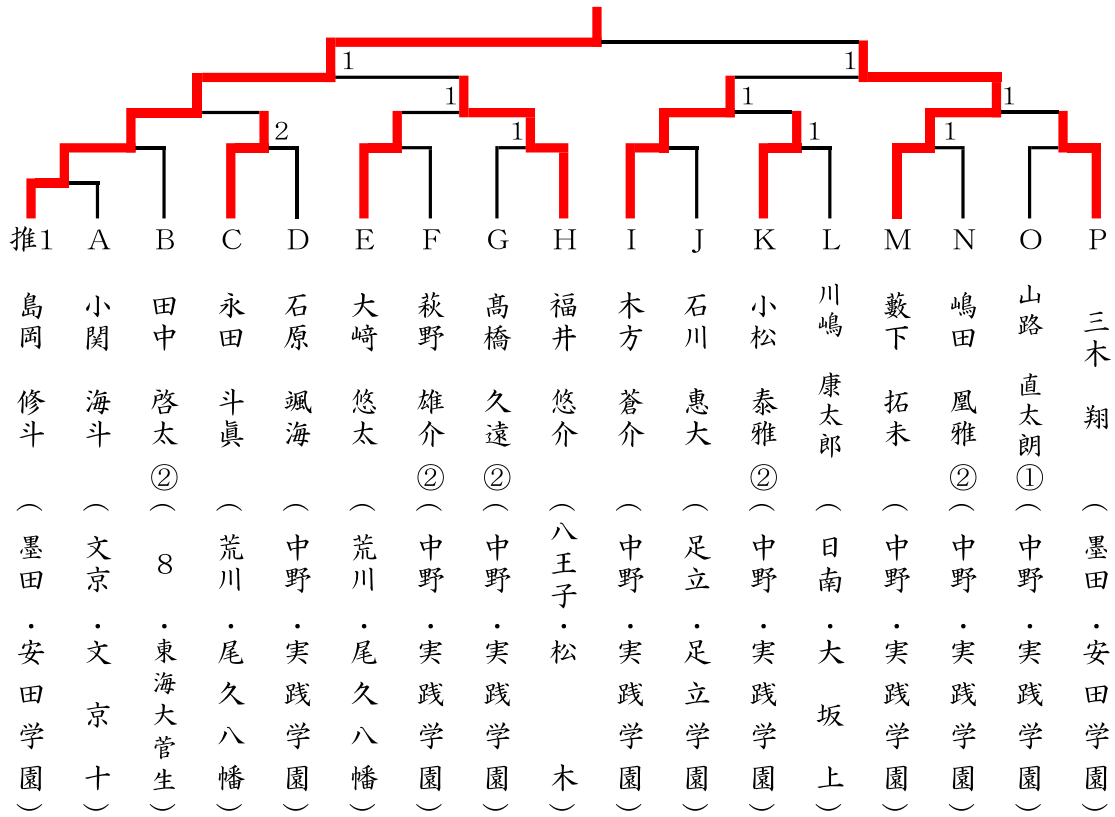 1
1
1
1
1
2
1
1
1
推1
A
B
C
D
E
F
G
H
I
J
K
L
M
N
O
P
島岡 修斗 (墨田・安田学園)
小関 海斗 (文京・文京十)
田中 啓太② (8・東海大菅生)
永田 斗眞 (荒川・尾久八幡)
石原 颯海 (中野・実践学園)
大﨑 悠太 (荒川・尾久八幡)
萩野 雄介② (中野・実践学園)
髙橋 久遠② (中野・実践学園)
福井 悠介 (八王子・松木)
木方 蒼介 (中野・実践学園)
石川 惠大 (足立・足立学園)
小松 泰雅② (中野・実践学園)
川嶋 康太郎 (日南・大坂上)
藪下 拓未 (中野・実践学園)
嶋田 凰雅② (中野・実践学園)
山路 直太朗① (中野・実践学園)
三木 翔 (墨田・安田学園)